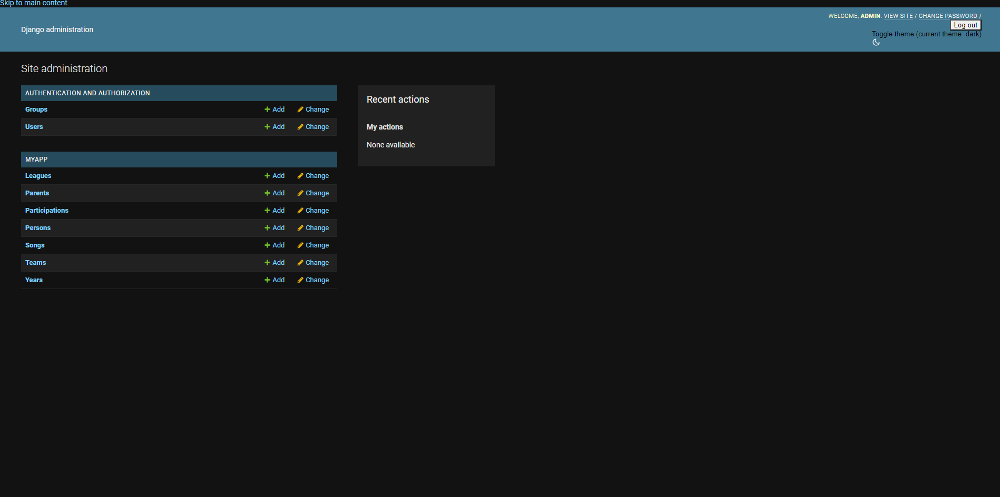 Skip to main content
WELCOME, ADMIN. VIEW SITE / CHANGE PASSWORD /
Log out
Django administration
Toggle theme (current theme: dark)
Site administration
AUTHENTICATION AND AUTHORIZATION
Groups Add Change
Users Add Change
MYAPP
Leagues Add Change
Parents Add Change
Participations Add Change
Persons Add Change
Songs Add Change
Teams Add Change
Years Add Change
Recent actions
My actions
None available